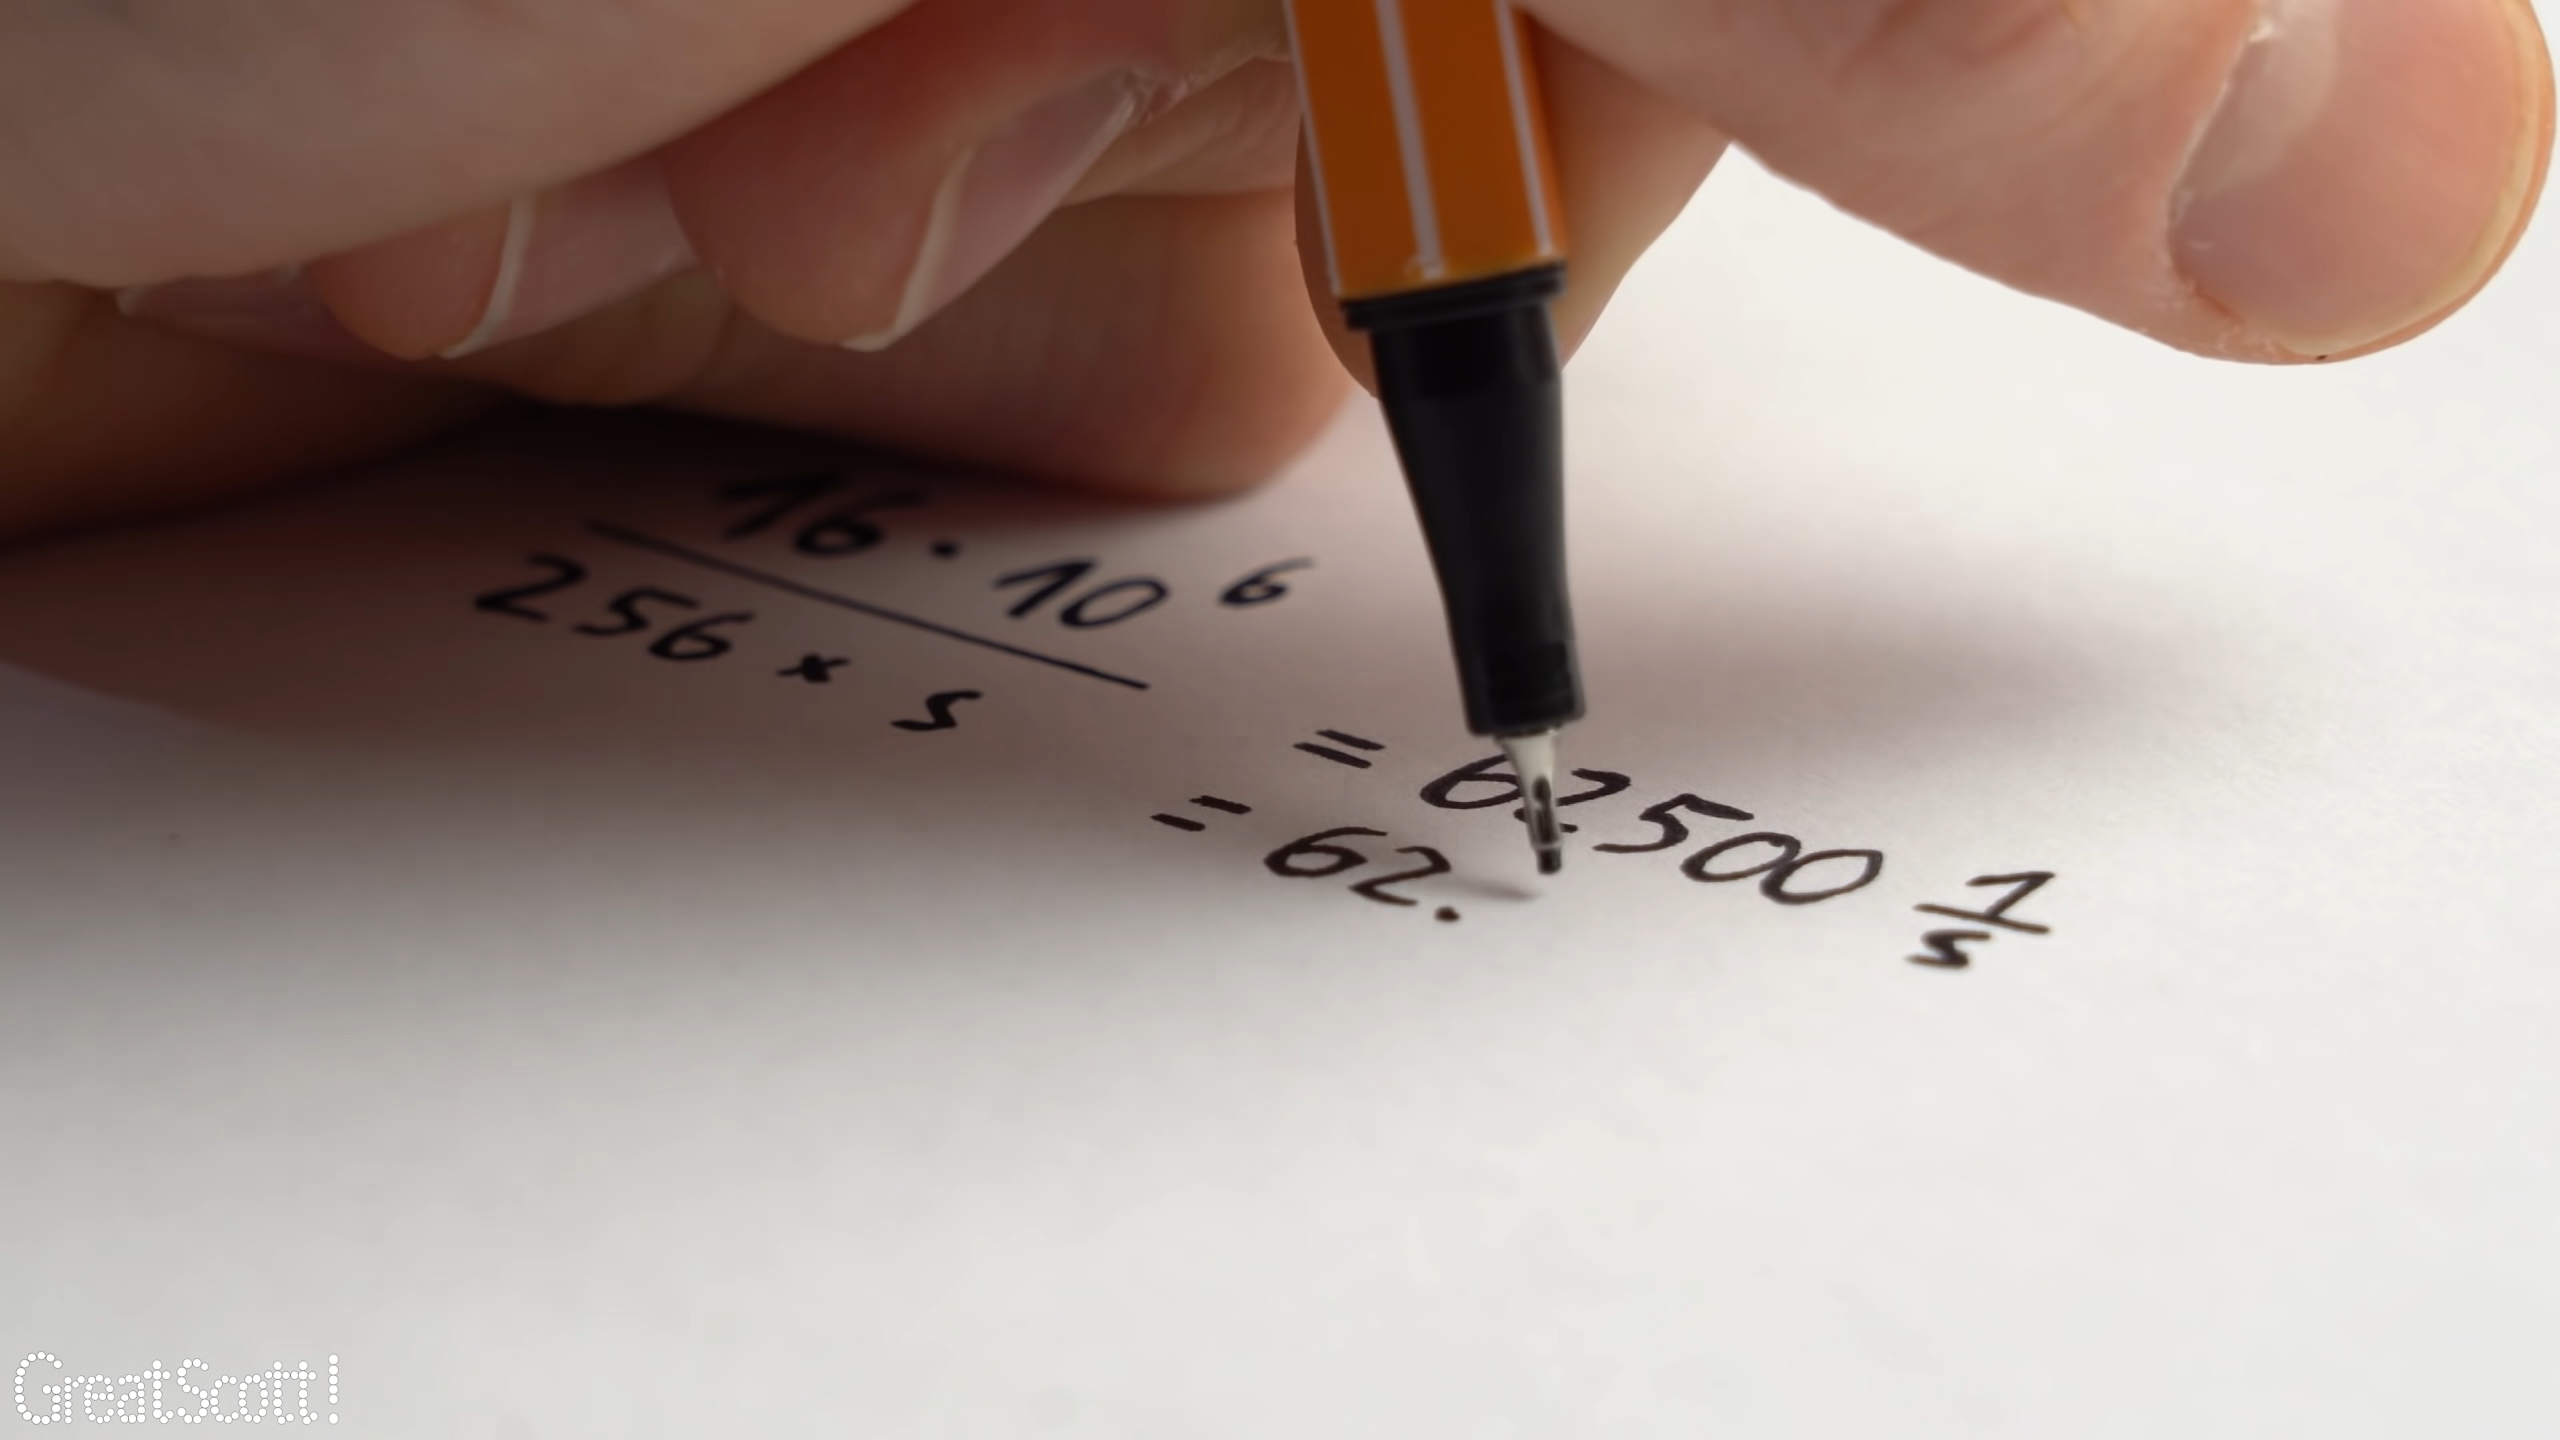 16 · 10⁶
256 × s
= 62500 1/s
= 62.
GreatScott!